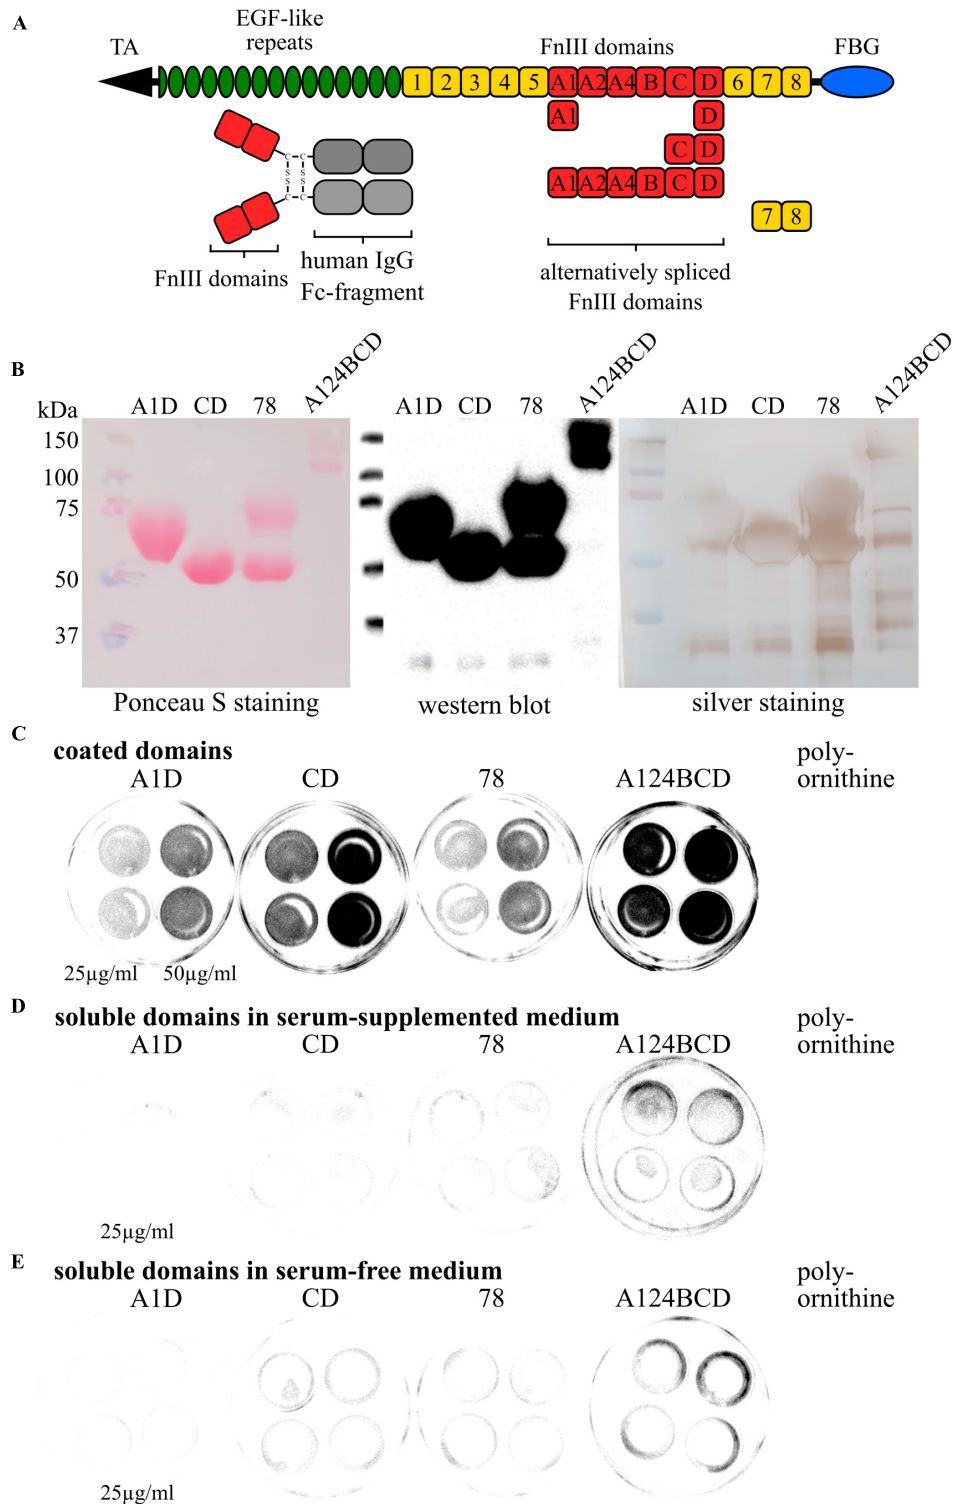 A
EGF-like
repeats
TA
FnIII domains
FBG
1 2 3 4 5 A1 A2 A4 B C D 6 7 8
A1 D
C D
A1 A2 A4 B C D
7 8
C C
S S
S S
C C
FnIII domains
human IgG
Fc-fragment
alternatively spliced
FnIII domains
B
kDa
A1D CD 78 A124BCD
A1D CD 78 A124BCD
A1D CD 78 A124BCD
150
100
75
50
37
Ponceau S staining
western blot
silver staining
C
coated domains
A1D CD 78 A124BCD
poly-
ornithine
25µg/ml 50µg/ml
D
soluble domains in serum-supplemented medium
A1D CD 78 A124BCD
poly-
ornithine
25µg/ml
E
soluble domains in serum-free medium
A1D CD 78 A124BCD
poly-
ornithine
25µg/ml